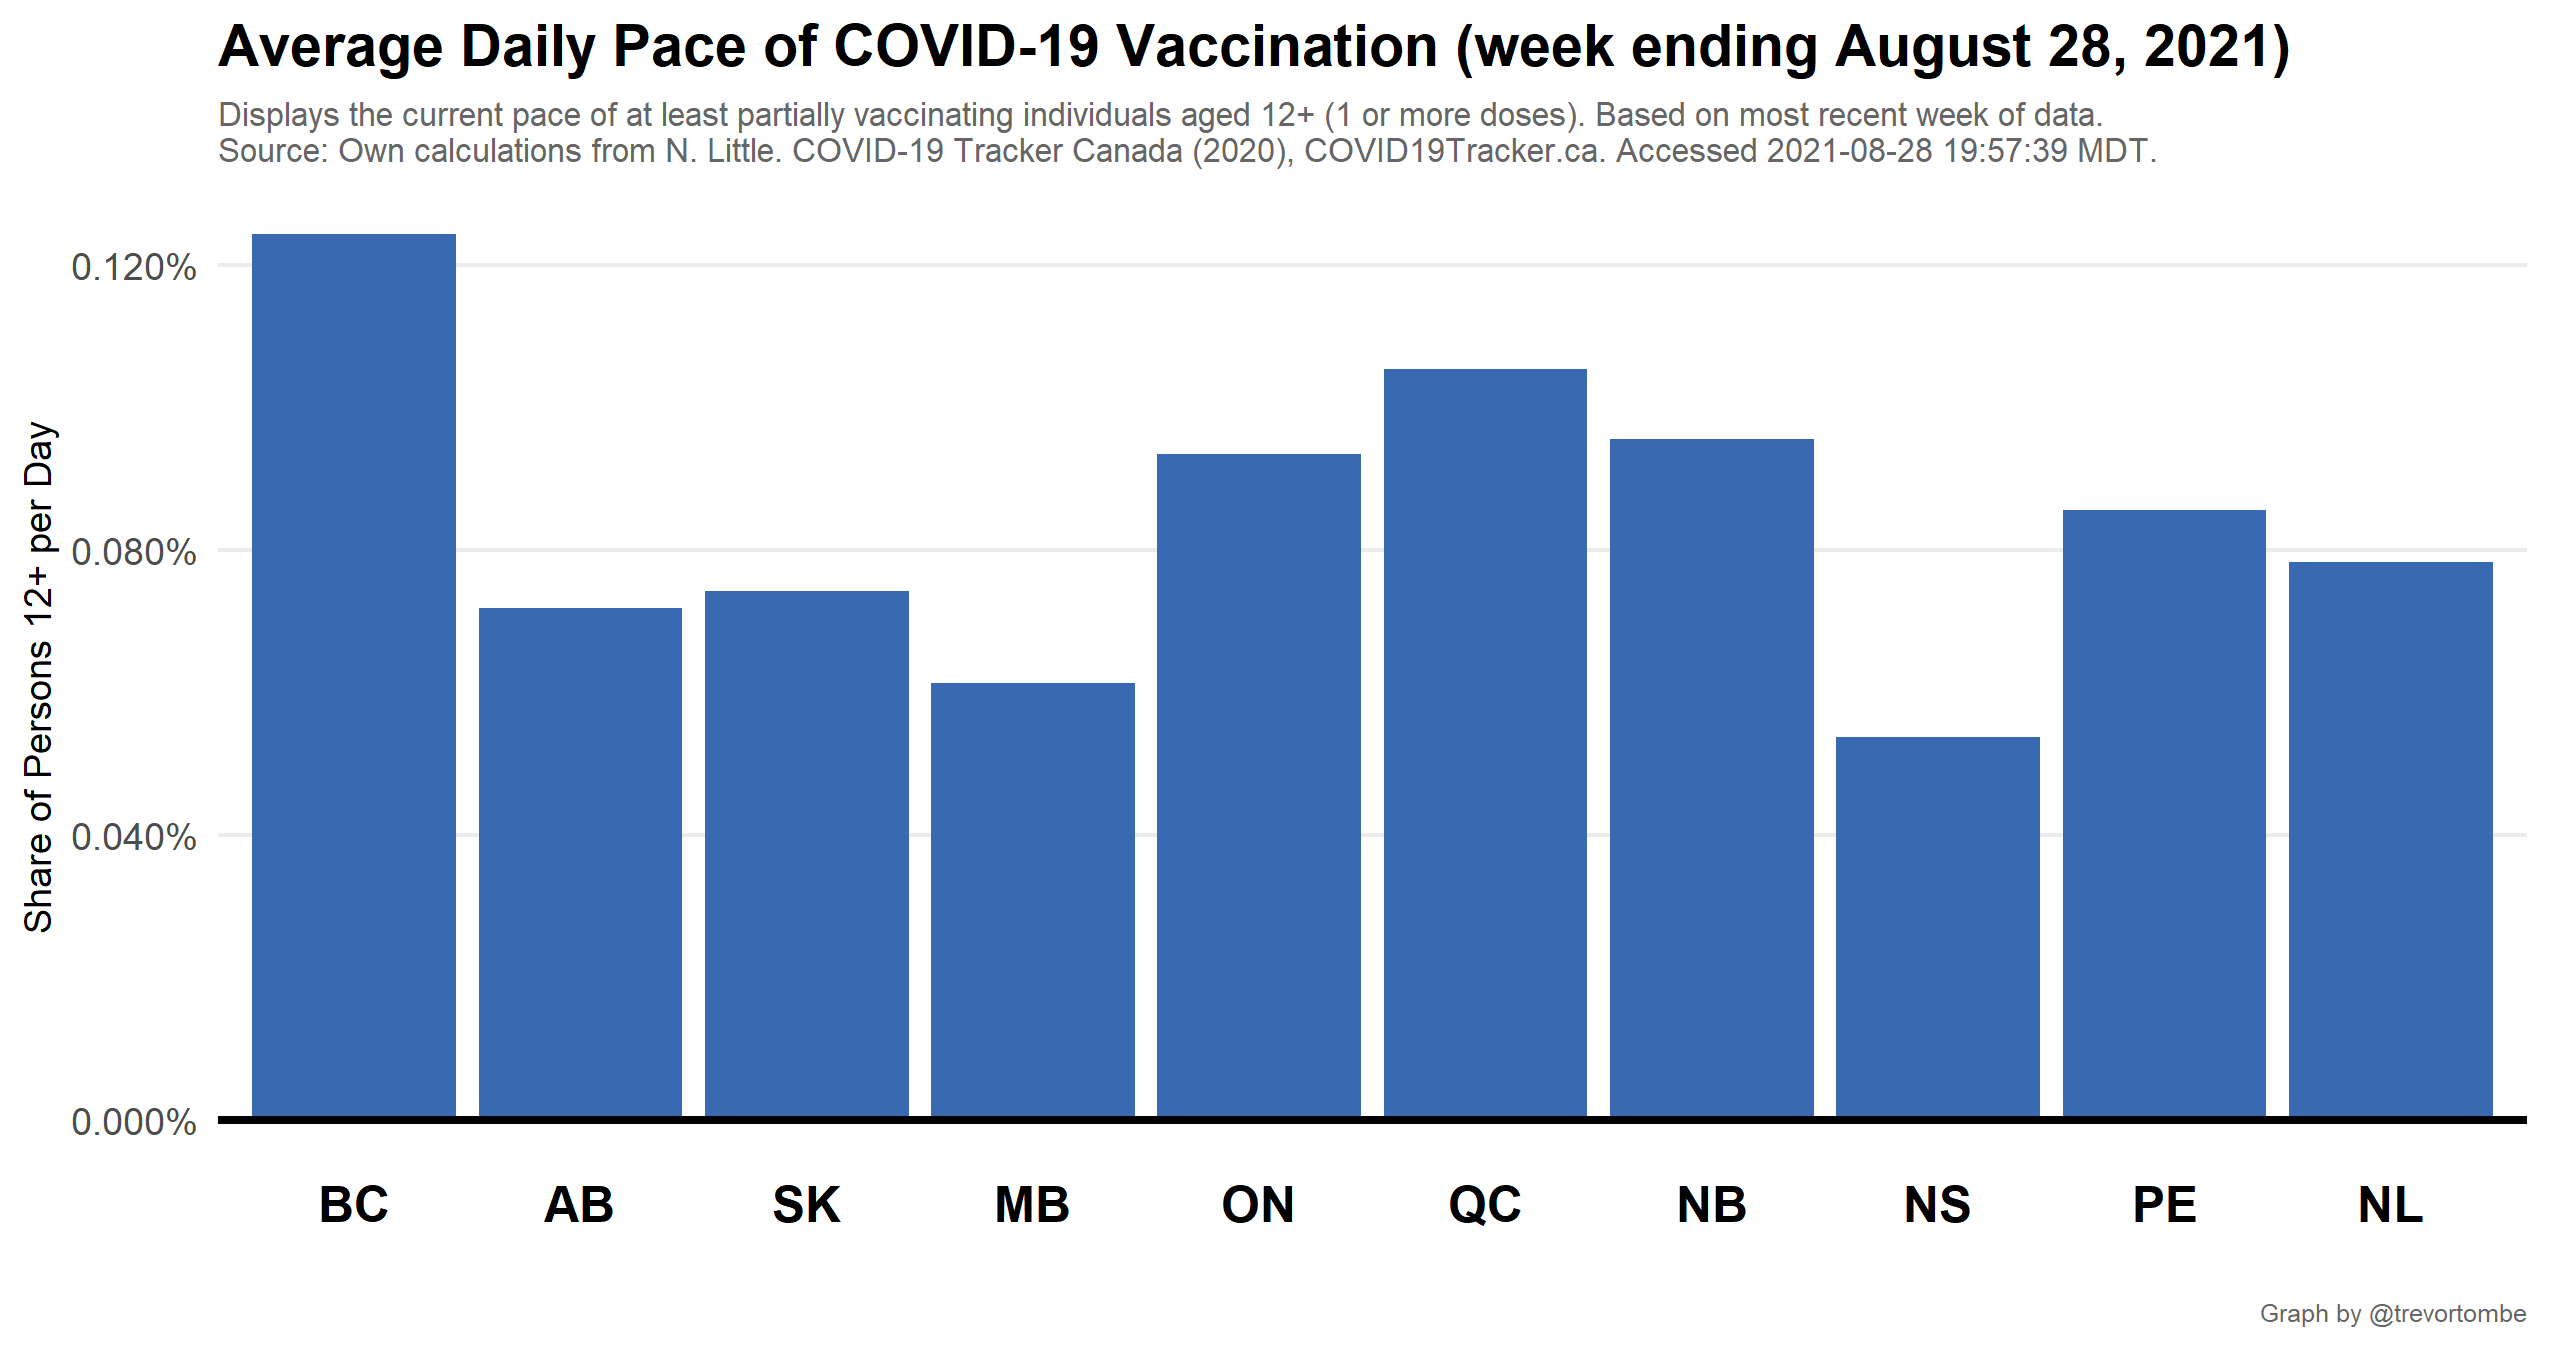 Average Daily Pace of COVID-19 Vaccination (week ending August 28, 2021)
Displays the current pace of at least partially vaccinating individuals aged 12+ (1 or more doses). Based on most recent week of data.
Source: Own calculations from N. Little. COVID-19 Tracker Canada (2020), COVID19Tracker.ca. Accessed 2021-08-28 19:57:39 MDT.
Share of Persons 12+ per Day
0.120%
0.080%
0.040%
0.000%
BC AB SK MB ON QC NB NS PE NL
Graph by @trevortombe